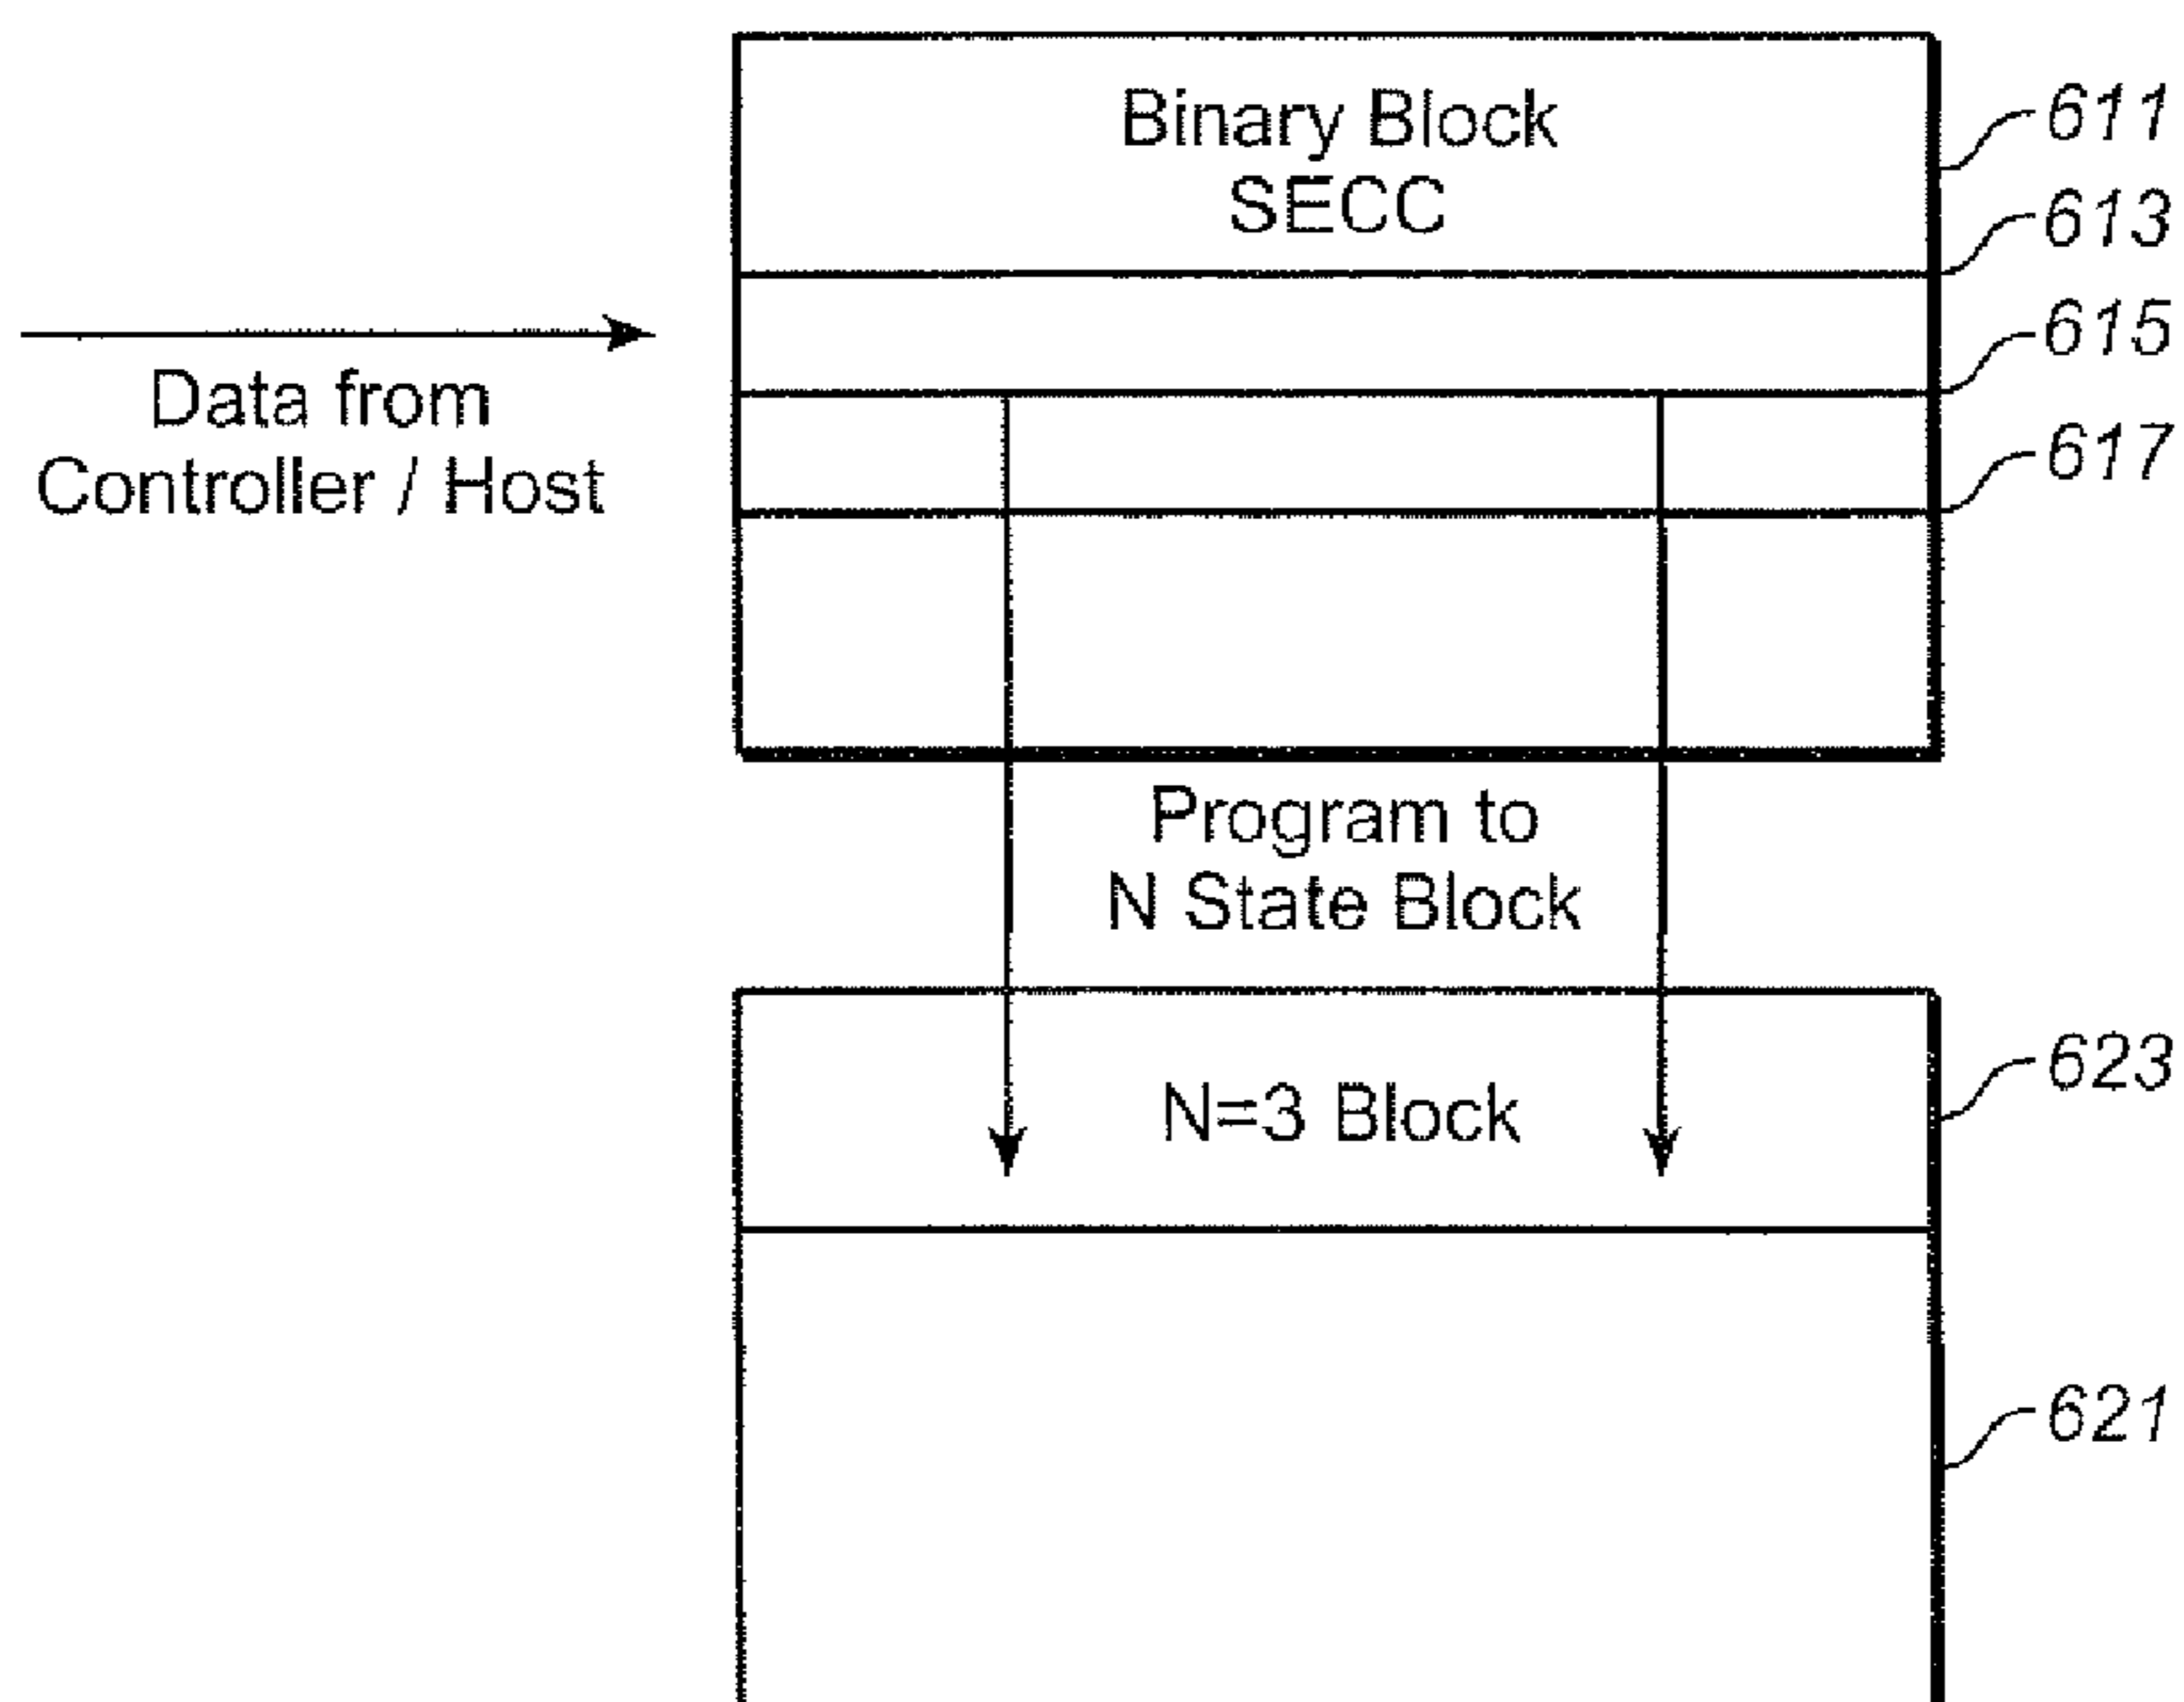 Binary Block
SECC
611
613
615
617
Data from
Controller / Host
Program to
N State Block
N=3 Block
623
621